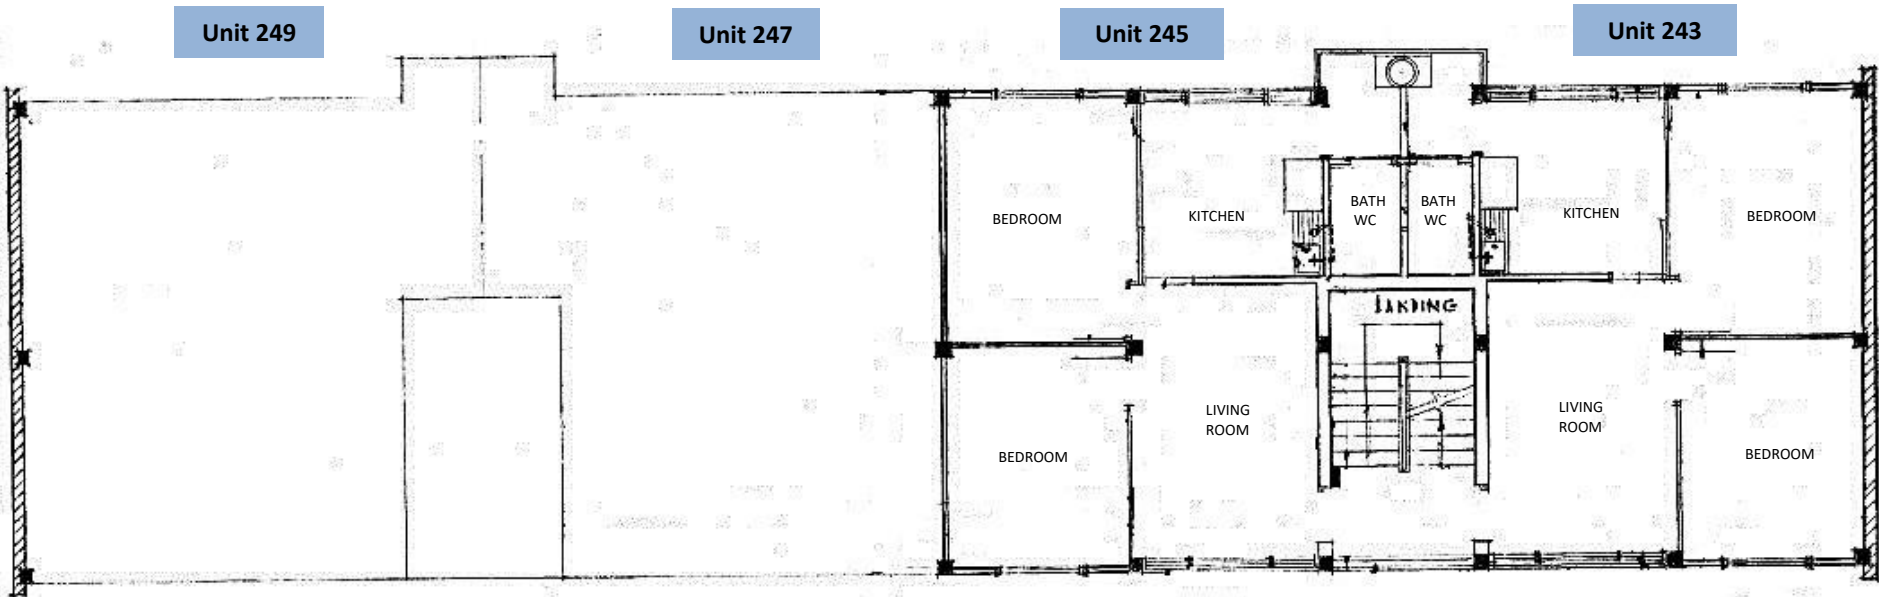 Unit 249
Unit 247
Unit 245
Unit 243
BEDROOM
KITCHEN
BATH
WC
BATH
WC
KITCHEN
BEDROOM
LANDING
LIVING
ROOM
LIVING
ROOM
BEDROOM
BEDROOM